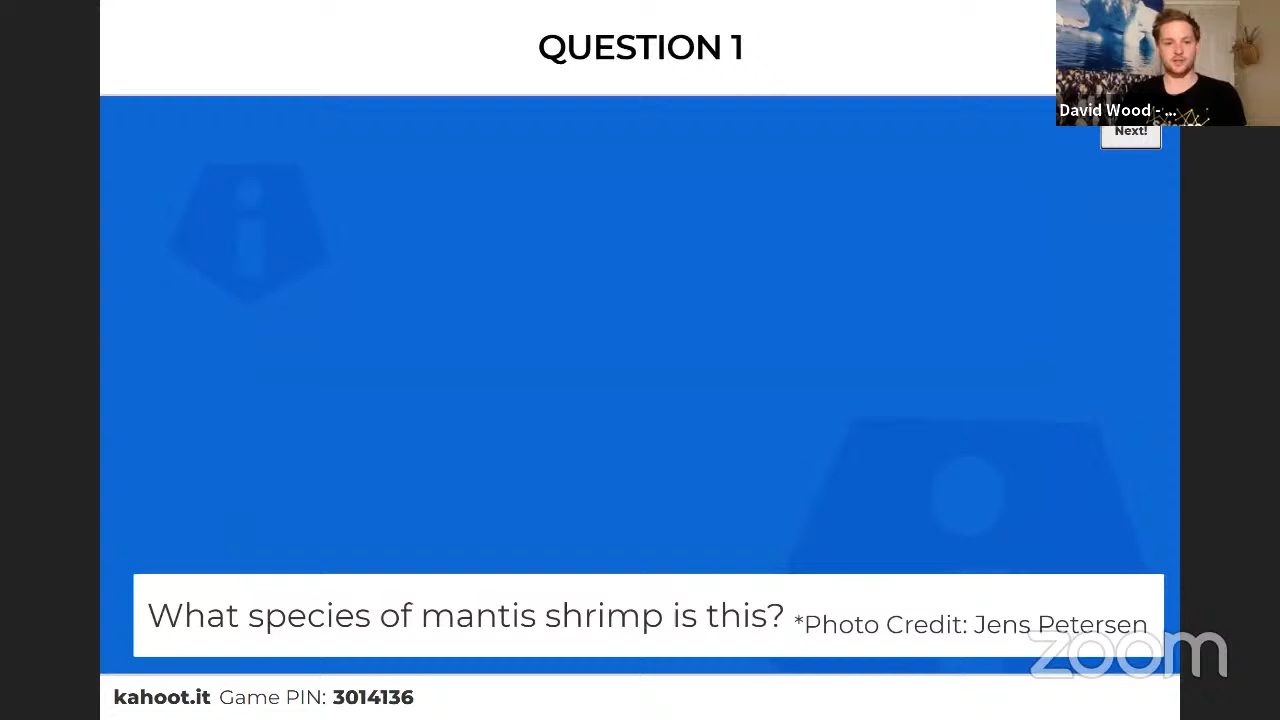 QUESTION 1
David Wood - ...
Next!
What species of mantis shrimp is this? *Photo Credit: Jens Petersen
zoom
kahoot.it Game PIN: 3014136